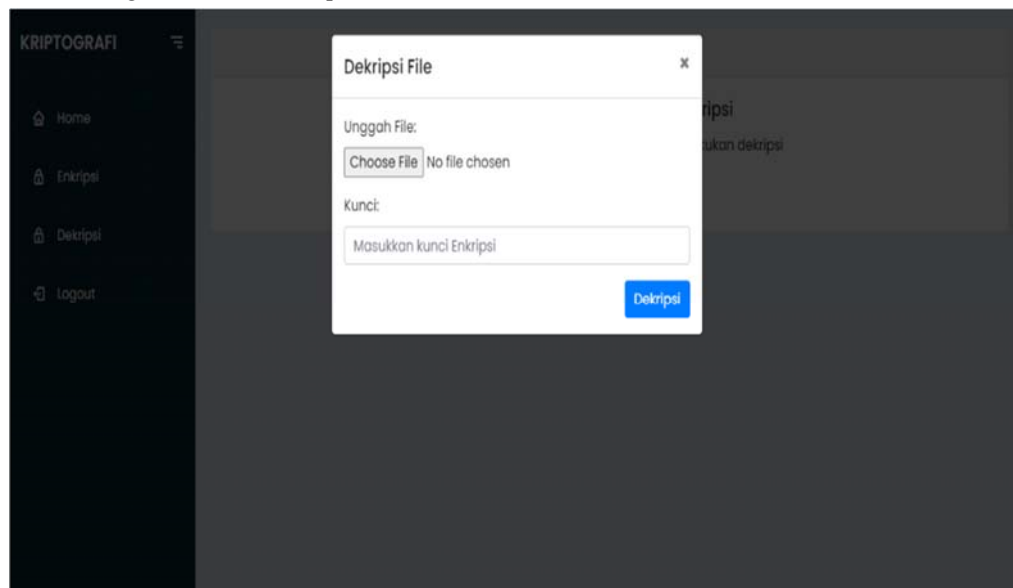 KRIPTOGRAFI
Home
Enkripsi
Dekripsi
Logout
Dekripsi File
x
Unggah File:
Choose File No file chosen
Kunci:
Masukkan kunci Enkripsi
Dekripsi
ripsi
dekripsi